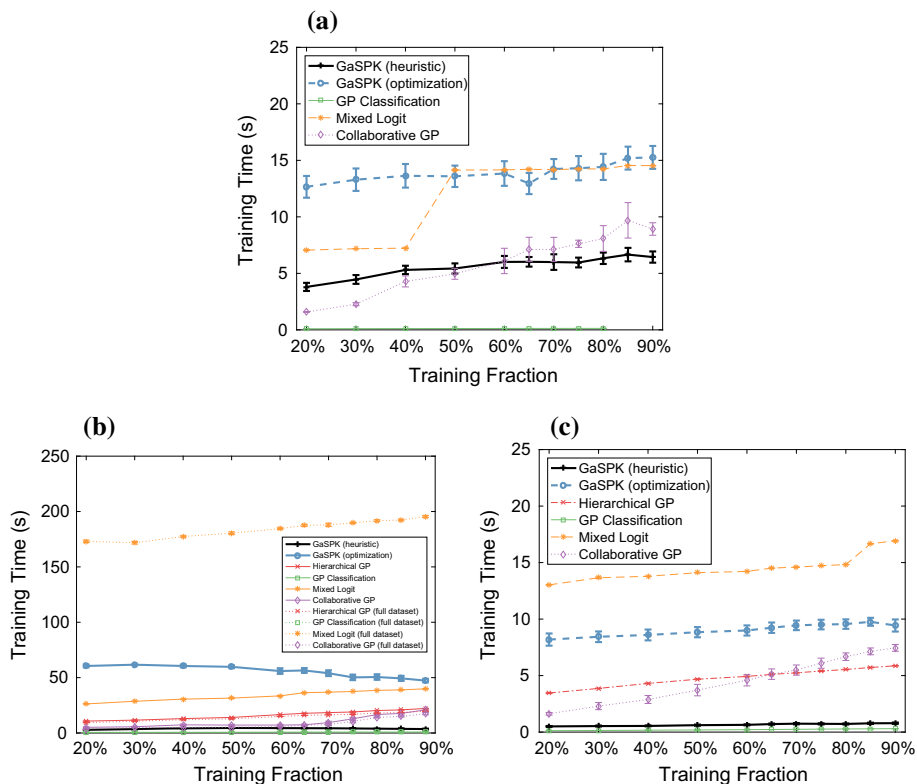 (a)
25
20
15
10
5
0
Training Time (s)
GaSPK (heuristic)
GaSPK (optimization)
GP Classification
Mixed Logit
Collaborative GP
20% 30% 40% 50% 60% 70% 80% 90%
Training Fraction
(b)
250
200
150
100
50
0
Training Time (s)
GaSPK (heuristic)
GaSPK (optimization)
Hierarchical GP
GP Classification
Mixed Logit
Collaborative GP
Hierarchical GP (full dataset)
GP Classification (full dataset)
Mixed Logit (full dataset)
Collaborative GP (full dataset)
20% 30% 40% 50% 60% 70% 80% 90%
Training Fraction
(c)
25
20
15
10
5
0
Training Time (s)
GaSPK (heuristic)
GaSPK (optimization)
Hierarchical GP
GP Classification
Mixed Logit
Collaborative GP
20% 30% 40% 50% 60% 70% 80% 90%
Training Fraction